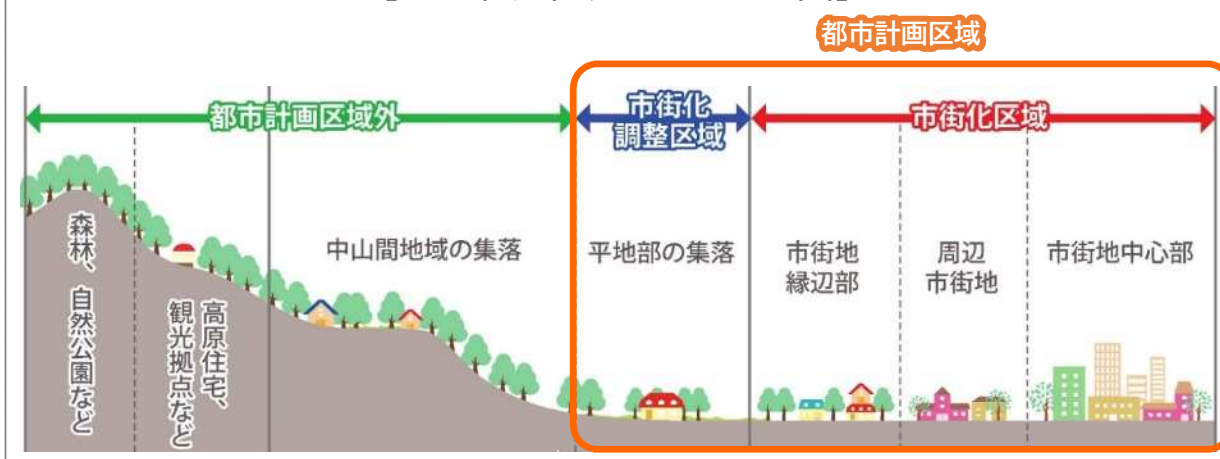 都市計画区域
都市計画区域外
市街化
調整区域
市街化区域
森林、自然公園など
高原住宅、
観光拠点など
中山間地域の集落
平地部の集落
市街地
縁辺部
周辺
市街地
市街地中心部